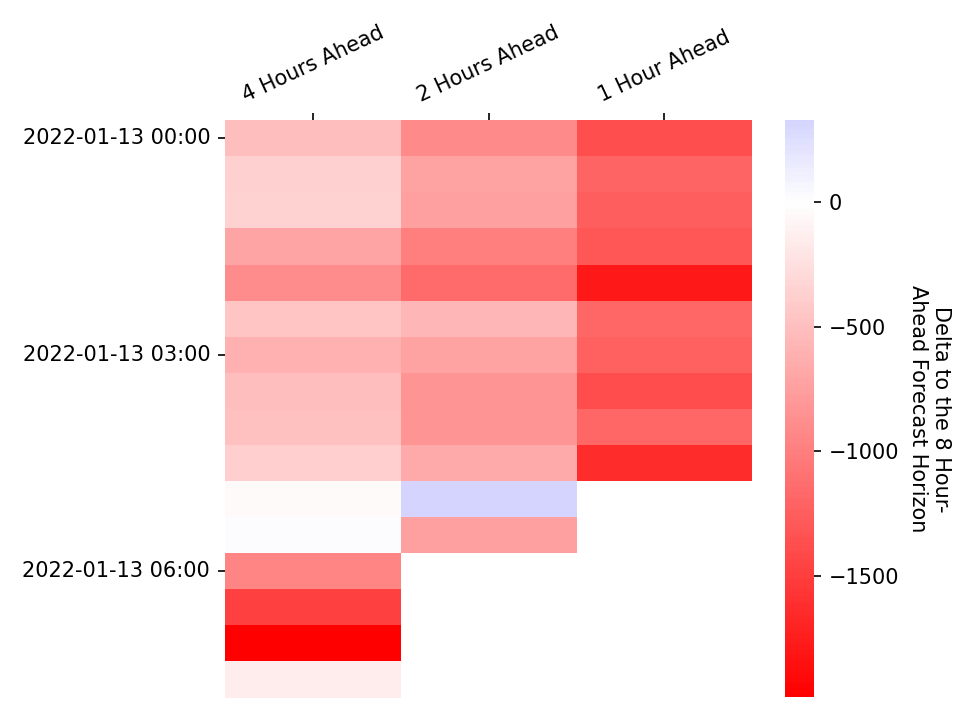 4 Hours Ahead
2 Hours Ahead
1 Hour Ahead
2022-01-13 00:00
2022-01-13 03:00
2022-01-13 06:00
0
−500
−1000
−1500
Delta to the 8 Hour-
Ahead Forecast Horizon